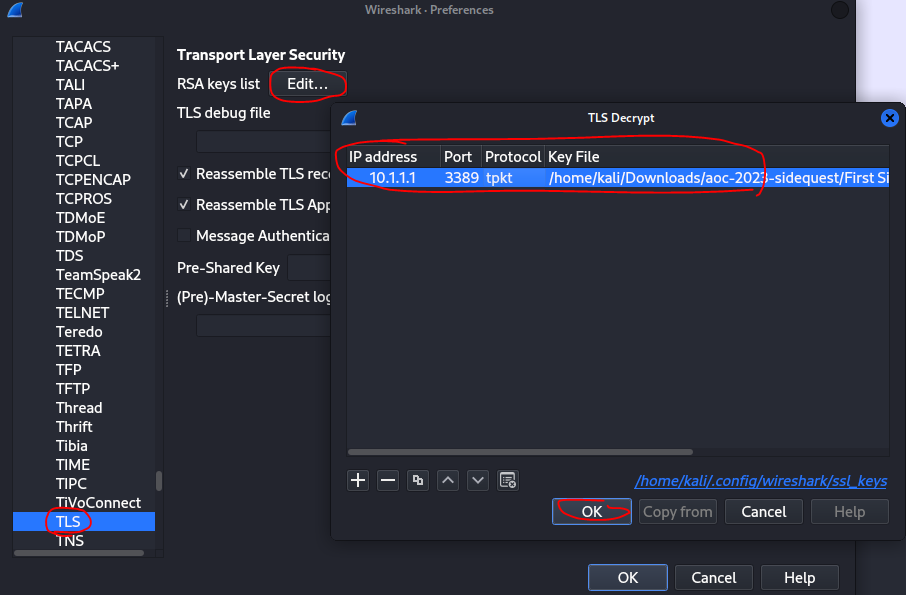 Wireshark · Preferences
TACACS
TACACS+
TALI
TAPA
TCAP
TCP
TCPCL
TCPENCAP
TCPROS
TDMoE
TDMoP
TDS
TeamSpeak2
TECMP
TELNET
Teredo
TETRA
TFP
TFTP
Thread
Thrift
Tibia
TIME
TIPC
TiVoConnect
TLS
TNS
Transport Layer Security
RSA keys list Edit...
TLS debug file
Reassemble TLS rec
Reassemble TLS App
Message Authentica
Pre-Shared Key
(Pre)-Master-Secret log
TLS Decrypt
IP address Port Protocol Key File
10.1.1.1 3389 tpkt /home/kali/Downloads/aoc-2023-sidequest/First Si
/home/kali/.config/wireshark/ssl_keys
OK Copy from Cancel Help
OK Cancel Help